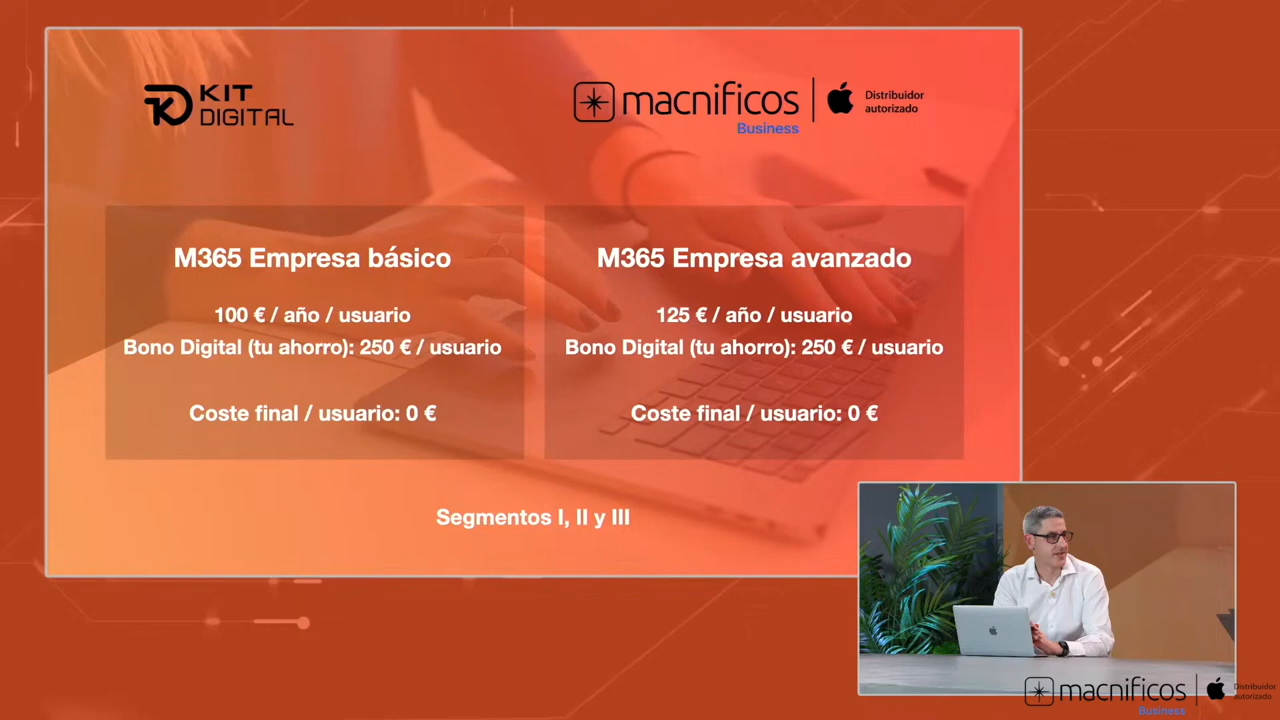 KIT
DIGITAL
macnificos
Business
Distribuidor
autorizado
M365 Empresa básico
100 € / año / usuario
Bono Digital (tu ahorro): 250 € / usuario
Coste final / usuario: 0 €
M365 Empresa avanzado
125 € / año / usuario
Bono Digital (tu ahorro): 250 € / usuario
Coste final / usuario: 0 €
Segmentos I, II y III
macnificos
Business
Distribuidor
autorizado